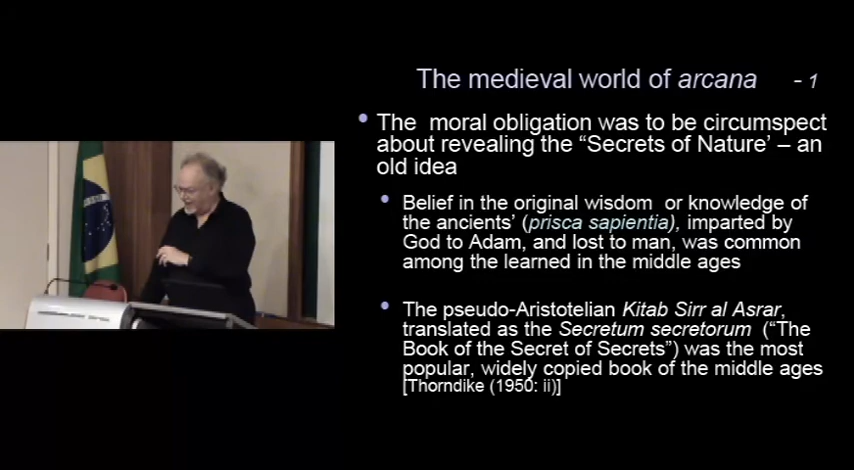 The medieval world of arcana - 1
• The moral obligation was to be circumspect
about revealing the “Secrets of Nature’ – an
old idea
• Belief in the original wisdom or knowledge of
the ancients’ (prisca sapientia), imparted by
God to Adam, and lost to man, was common
among the learned in the middle ages
• The pseudo-Aristotelian Kitab Sirr al Asrar,
translated as the Secretum secretorum (“The
Book of the Secret of Secrets”) was the most
popular, widely copied book of the middle ages
[Thorndike (1950: ii)]